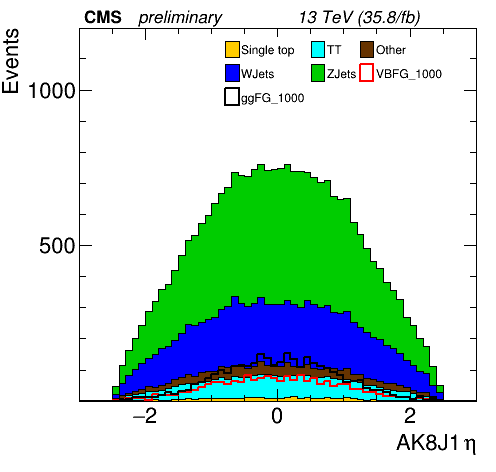 CMS preliminary 13 TeV (35.8/fb)
Events
Single top TT Other
WJets ZJets VBFG_1000
ggFG_1000
1000
500
−2 0 2
AK8J1 η